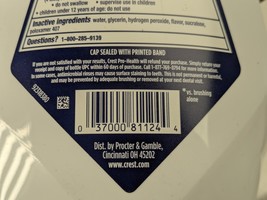 • do not swallow • supervise use in children
• children under 12 years of age: do not use
Inactive ingredients water, glycerin, hydrogen peroxide, flavor, sucralose,
poloxamer 407
Questions? 1-800-285-9139
CAP SEALED WITH PRINTED BAND
If you are not satisfied with our results, Crest Pro-Health will refund your purchase. Simply return your
receipt and copy of bottle UPC within 60 days of purchase. Call 1-877-769-8794 for more information.
In some cases, antimicrobial rinses may cause surface staining to teeth. This is not permanent or harmful,
and may be prevented by adequate brushing or reversed at your next dental visit.
* vs. brushing
alone
0 37000 81124 4
Dist. by Procter & Gamble,
Cincinnati OH 45202
www.crest.com